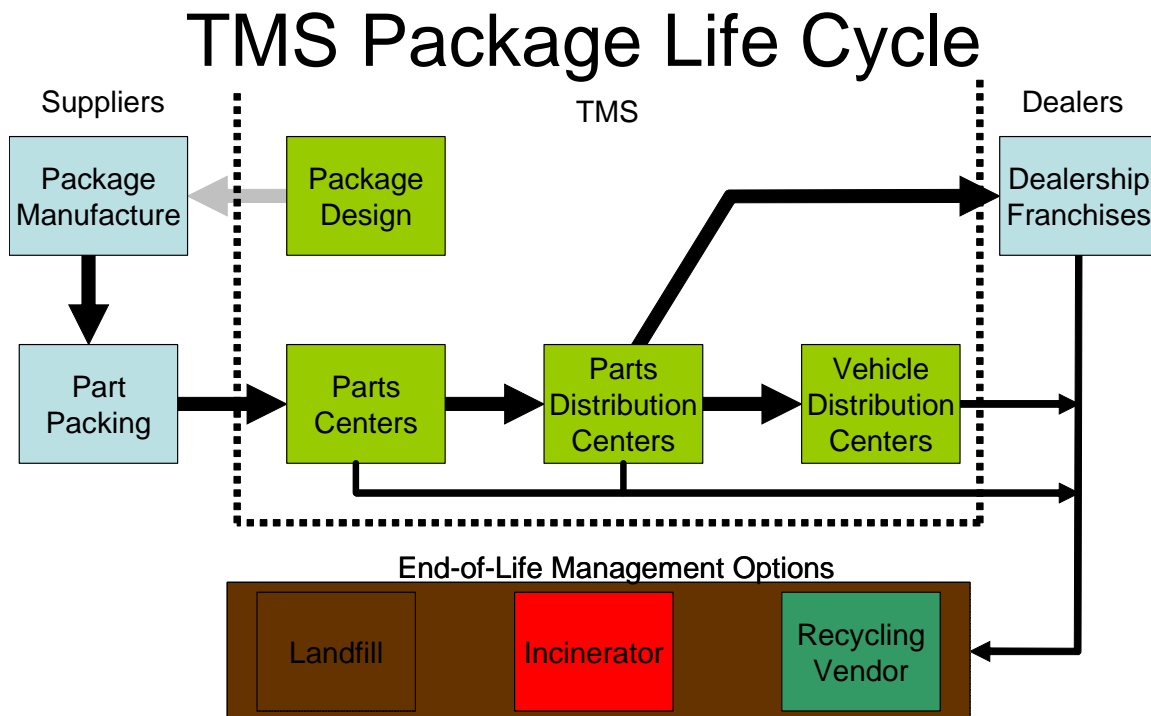 TMS Package Life Cycle
Suppliers
TMS
Dealers
Package
Manufacture
Package
Design
Dealership
Franchises
Part
Packing
Parts
Centers
Parts
Distribution
Centers
Vehicle
Distribution
Centers
End-of-Life Management Options
Landfill
Incinerator
Recycling
Vendor